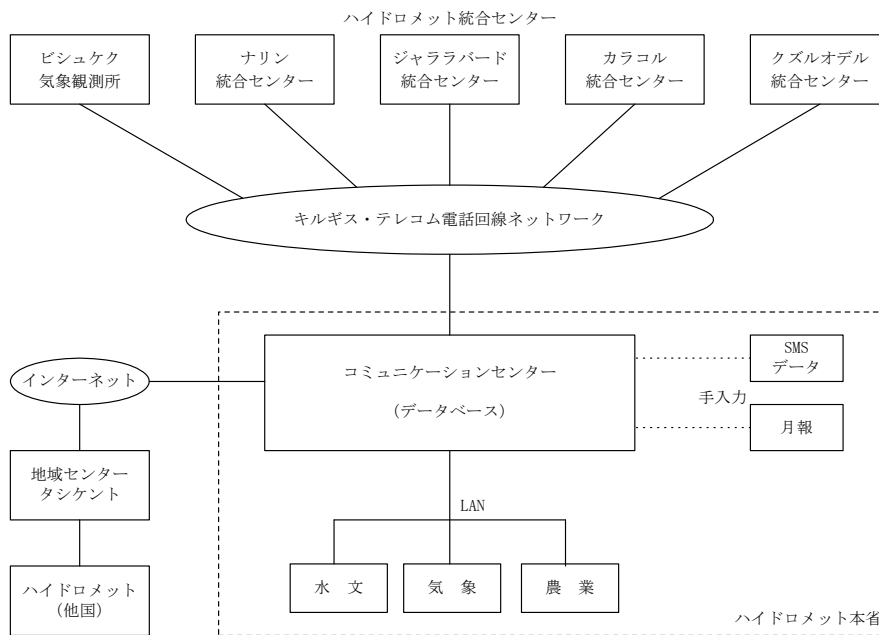 ハイドロメット統合センター
ビシュケク
気象観測所
ナリン
統合センター
ジャララバード
統合センター
カラコル
統合センター
クズルオデル
統合センター
キルギス・テレコム電話回線ネットワーク
コミュニケーションセンター
(データベース)
SMS
データ
手入力
月報
インターネット
地域センター
タシケント
ハイドロメット
(他国)
LAN
水　文
気　象
農　業
ハイドロメット本省